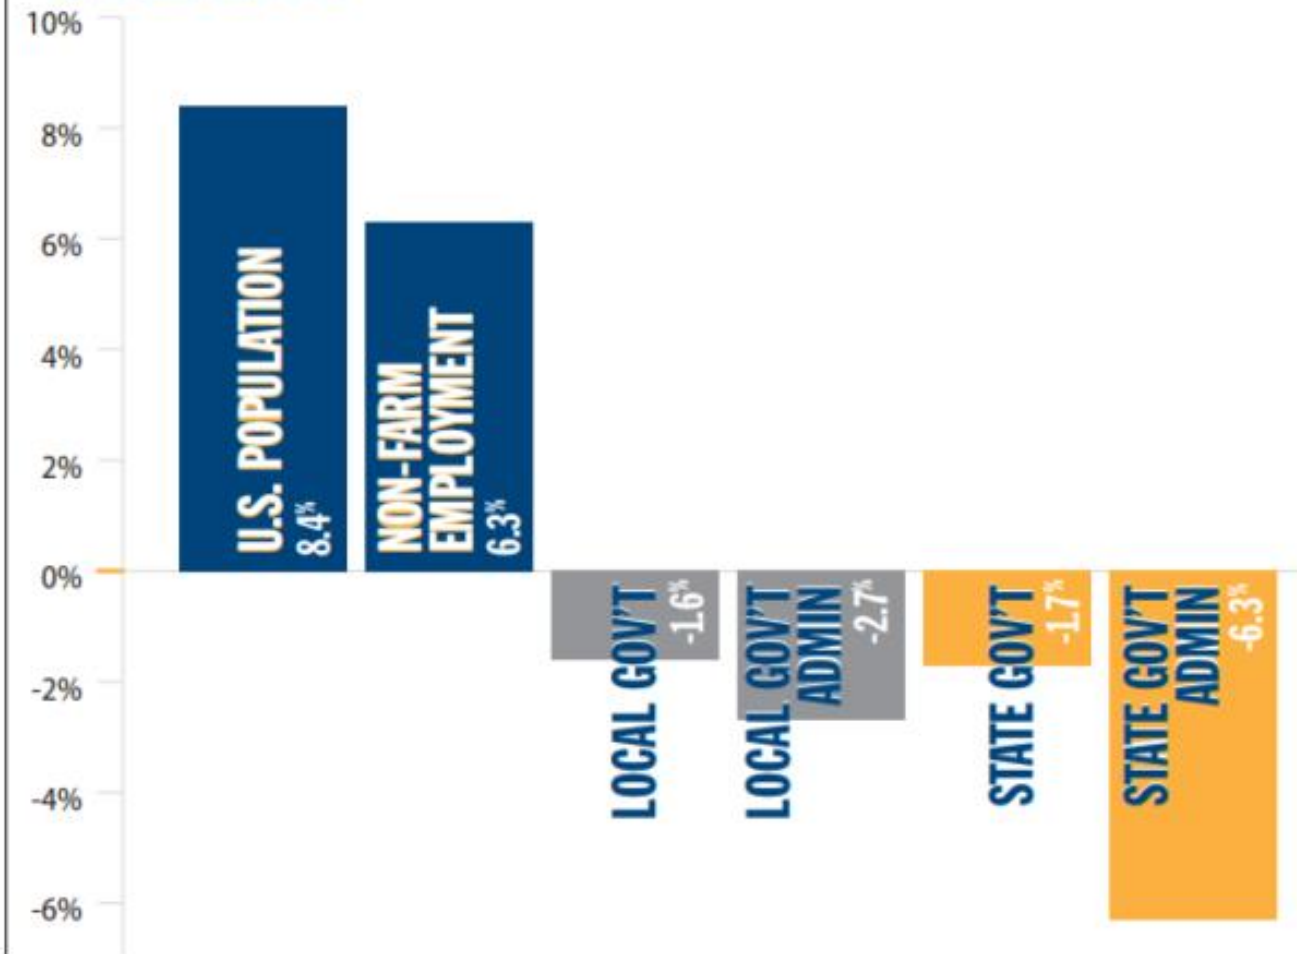 10%
8%
6%
4%
2%
0%
-2%
-4%
-6%
U.S. POPULATION
8.4%
NON-FARM
EMPLOYMENT
6.3%
LOCAL GOV'T
-1.6%
LOCAL GOV'T
ADMIN
-2.7%
STATE GOV'T
-1.7%
STATE GOV'T
ADMIN
-6.3%